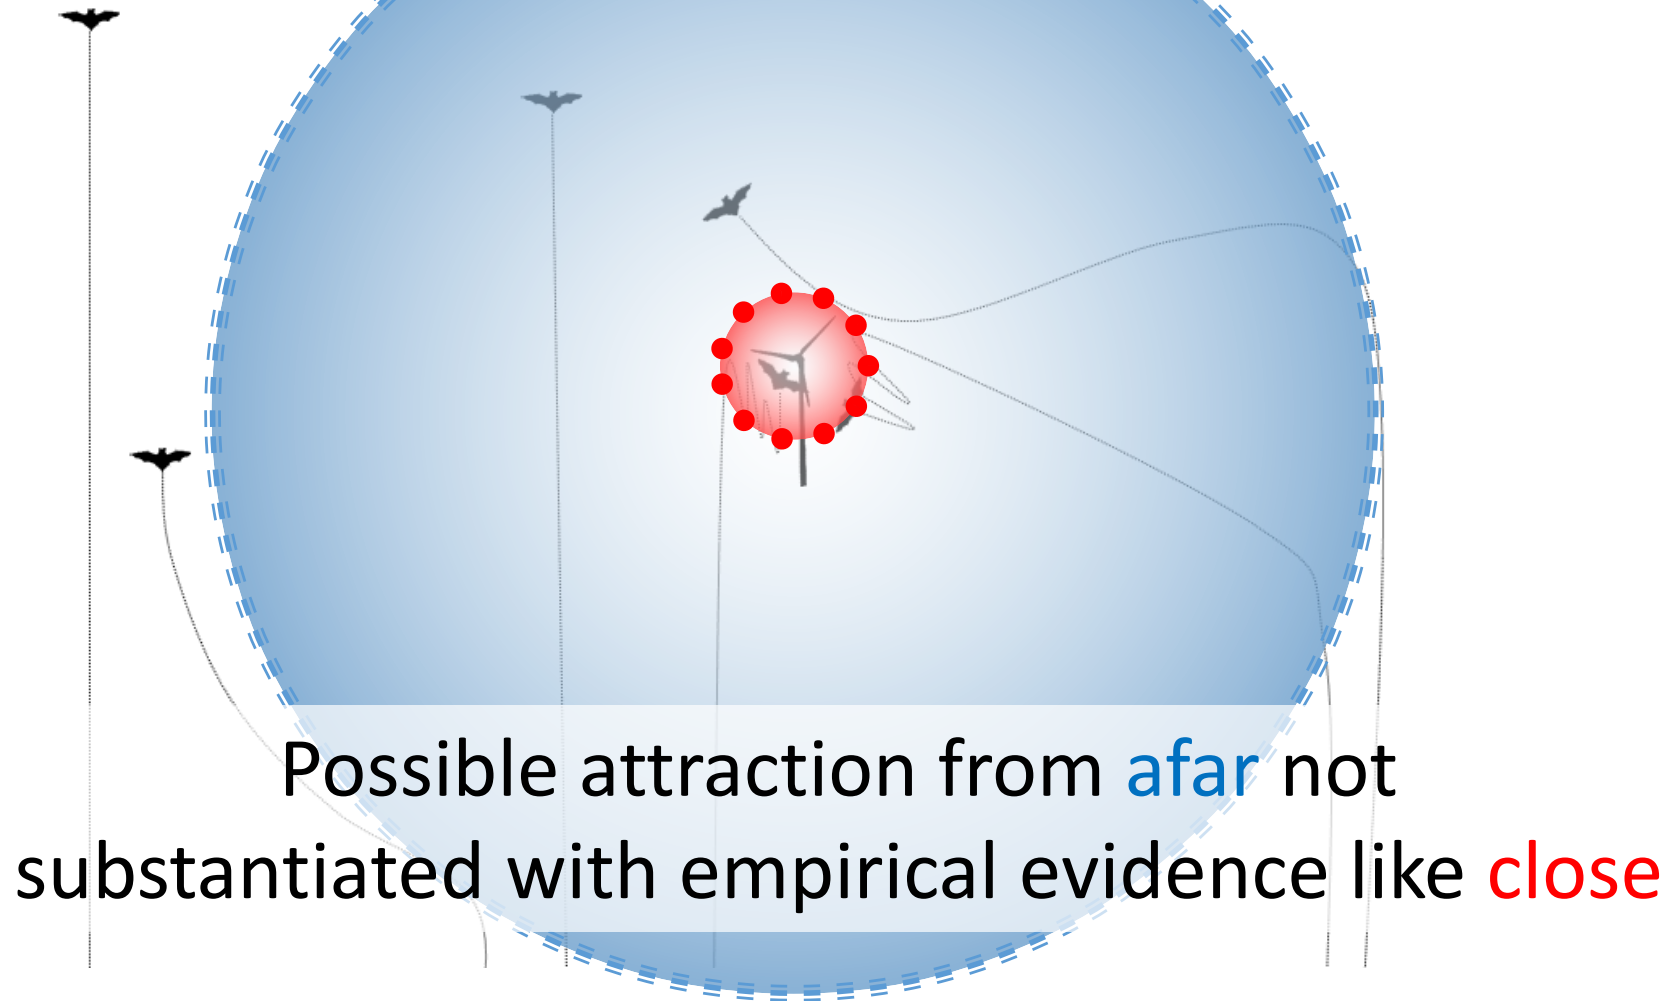 Possible attraction from afar not
substantiated with empirical evidence like close